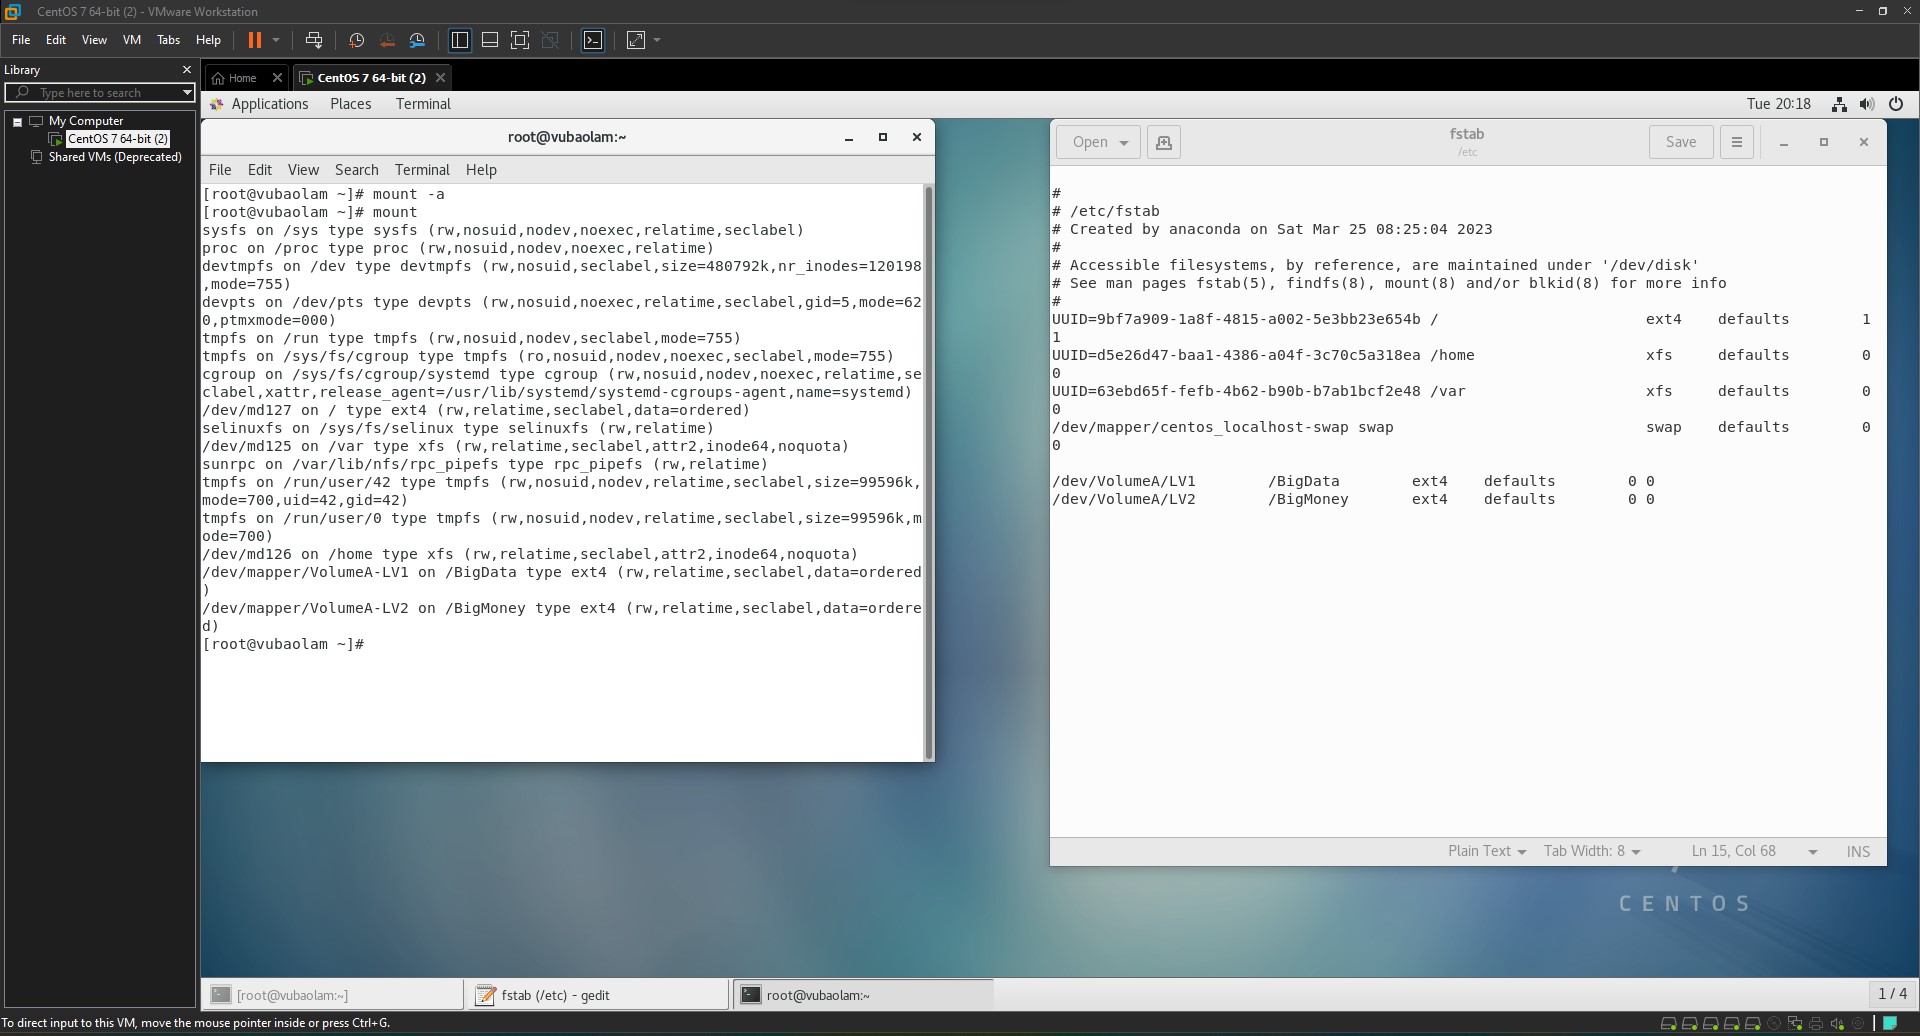 CentOS 7 64-bit (2) - VMware Workstation
File Edit View VM Tabs Help
Library
Type here to search
My Computer
CentOS 7 64-bit (2)
Shared VMs (Deprecated)
Home
CentOS 7 64-bit (2)
Applications Places Terminal
Tue 20:18
root@vubaolam:~
File Edit View Search Terminal Help
[root@vubaolam ~]# mount -a
[root@vubaolam ~]# mount
sysfs on /sys type sysfs (rw,nosuid,nodev,noexec,relatime,seclabel)
proc on /proc type proc (rw,nosuid,nodev,noexec,relatime)
devtmpfs on /dev type devtmpfs (rw,nosuid,seclabel,size=480792k,nr_inodes=120198
,mode=755)
devpts on /dev/pts type devpts (rw,nosuid,noexec,relatime,seclabel,gid=5,mode=62
0,ptmxmode=000)
tmpfs on /run type tmpfs (rw,nosuid,nodev,seclabel,mode=755)
tmpfs on /sys/fs/cgroup type tmpfs (ro,nosuid,nodev,noexec,seclabel,mode=755)
cgroup on /sys/fs/cgroup/systemd type cgroup (rw,nosuid,nodev,noexec,relatime,se
clabel,xattr,release_agent=/usr/lib/systemd/systemd-cgroups-agent,name=systemd)
/dev/md127 on / type ext4 (rw,relatime,seclabel,data=ordered)
selinuxfs on /sys/fs/selinux type selinuxfs (rw,relatime)
/dev/md125 on /var type xfs (rw,relatime,seclabel,attr2,inode64,noquota)
sunrpc on /var/lib/nfs/rpc_pipefs type rpc_pipefs (rw,relatime)
tmpfs on /run/user/42 type tmpfs (rw,nosuid,nodev,relatime,seclabel,size=99596k,
mode=700,uid=42,gid=42)
tmpfs on /run/user/0 type tmpfs (rw,nosuid,nodev,relatime,seclabel,size=99596k,m
ode=700)
/dev/md126 on /home type xfs (rw,relatime,seclabel,attr2,inode64,noquota)
/dev/mapper/VolumeA-LV1 on /BigData type ext4 (rw,relatime,seclabel,data=ordered
)
/dev/mapper/VolumeA-LV2 on /BigMoney type ext4 (rw,relatime,seclabel,data=ordere
d)
[root@vubaolam ~]#
Open
fstab
/etc
Save
#
# /etc/fstab
# Created by anaconda on Sat Mar 25 08:25:04 2023
#
# Accessible filesystems, by reference, are maintained under '/dev/disk'
# See man pages fstab(5), findfs(8), mount(8) and/or blkid(8) for more info
#
UUID=9bf7a909-1a8f-4815-a002-5e3bb23e654b / ext4 defaults 1
1
UUID=d5e26d47-baa1-4386-a04f-3c70c5a318ea /home xfs defaults 0
0
UUID=63ebd65f-fefb-4b62-b90b-b7ab1bcf2e48 /var xfs defaults 0
0
/dev/mapper/centos_localhost-swap swap swap defaults 0
0
/dev/VolumeA/LV1 /BigData ext4 defaults 0 0
/dev/VolumeA/LV2 /BigMoney ext4 defaults 0 0
Plain Text Tab Width: 8 Ln 15, Col 68 INS
CENTOS
[root@vubaolam:~]
fstab (/etc) - gedit
root@vubaolam:~
1 / 4
To direct input to this VM, move the mouse pointer inside or press Ctrl+G.